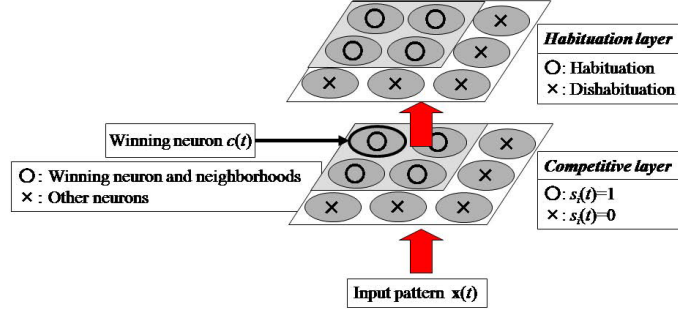 Habituation layer
O: Habituation
×: Dishabituation
Winning neuron c(t)
O: Winning neuron and neighborhoods
×: Other neurons
Competitive layer
O: sᵢ(t)=1
×: sᵢ(t)=0
Input pattern x(t)